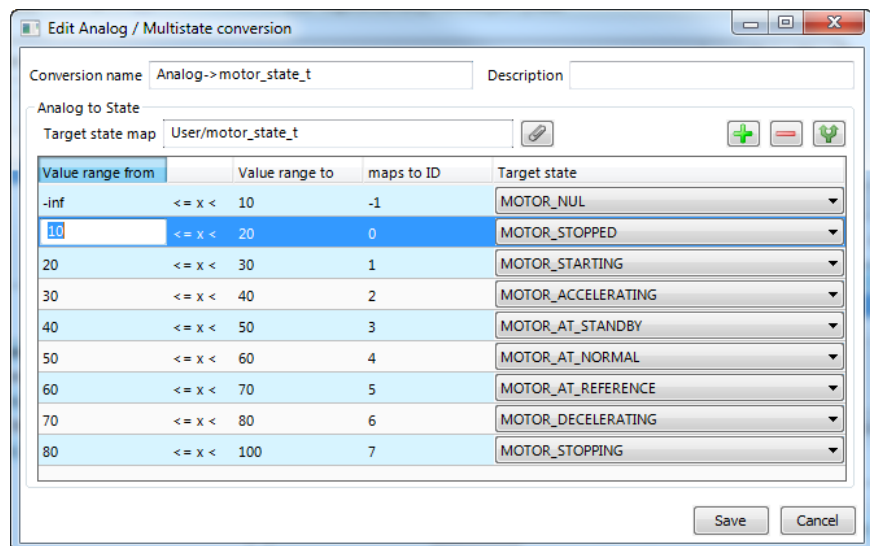 Edit Analog / Multistate conversion
Conversion name Analog->motor_state_t Description
Analog to State
Target state map User/motor_state_t
Value range from Value range to maps to ID Target state
-inf <= x < 10 -1 MOTOR_NUL
10 <= x < 20 0 MOTOR_STOPPED
20 <= x < 30 1 MOTOR_STARTING
30 <= x < 40 2 MOTOR_ACCELERATING
40 <= x < 50 3 MOTOR_AT_STANDBY
50 <= x < 60 4 MOTOR_AT_NORMAL
60 <= x < 70 5 MOTOR_AT_REFERENCE
70 <= x < 80 6 MOTOR_DECELERATING
80 <= x < 100 7 MOTOR_STOPPING
Save Cancel